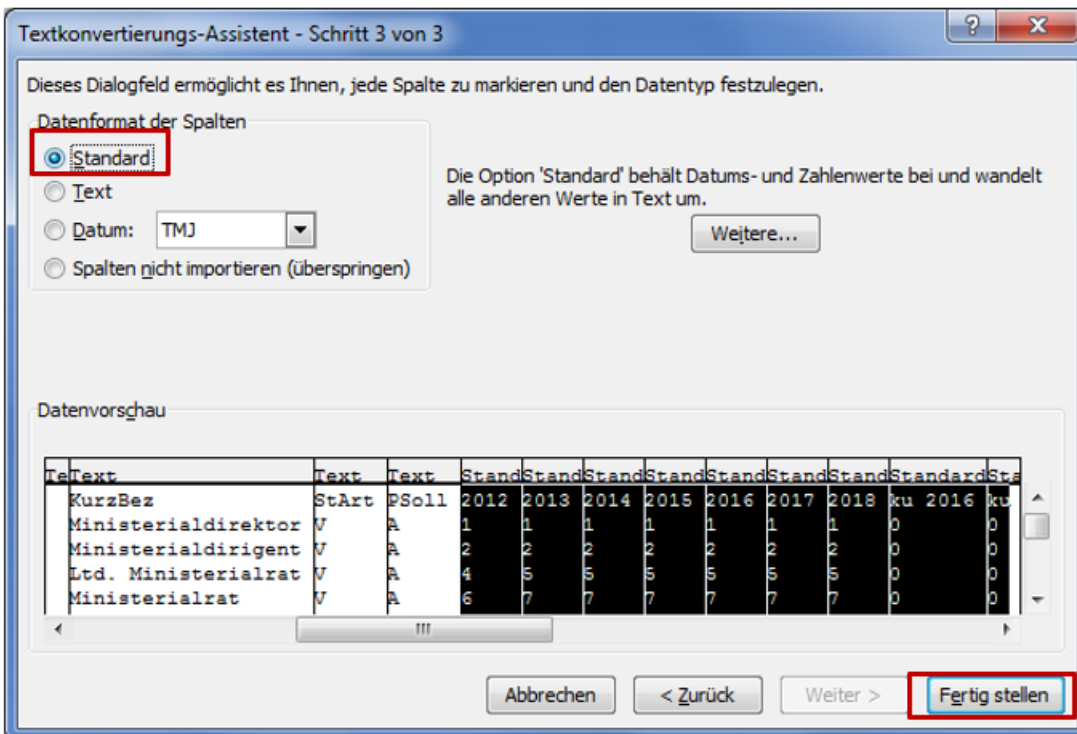 Textkonvertierungs-Assistent - Schritt 3 von 3
Dieses Dialogfeld ermöglicht es Ihnen, jede Spalte zu markieren und den Datentyp festzulegen.
Datenformat der Spalten
Standard
Text
Datum: TMJ
Spalten nicht importieren (überspringen)
Die Option 'Standard' behält Datums- und Zahlenwerte bei und wandelt
alle anderen Werte in Text um.
Weitere...
Datenvorschau
Te Text Text Text Stand Stand Stand Stand Stand Stand Stand Standard Sta
KurzBez StArt PSoll 2012 2013 2014 2015 2016 2017 2018 ku 2016 ku
Ministerialdirektor V A 1 1 1 1 1 1 1 0 0
Ministerialdirigent V A 2 2 2 2 2 2 2 0 0
Ltd. Ministerialrat V A 4 5 5 5 5 5 5 0 0
Ministerialrat V A 6 7 7 7 7 7 7 0 0
Abbrechen < Zurück Weiter > Fertig stellen